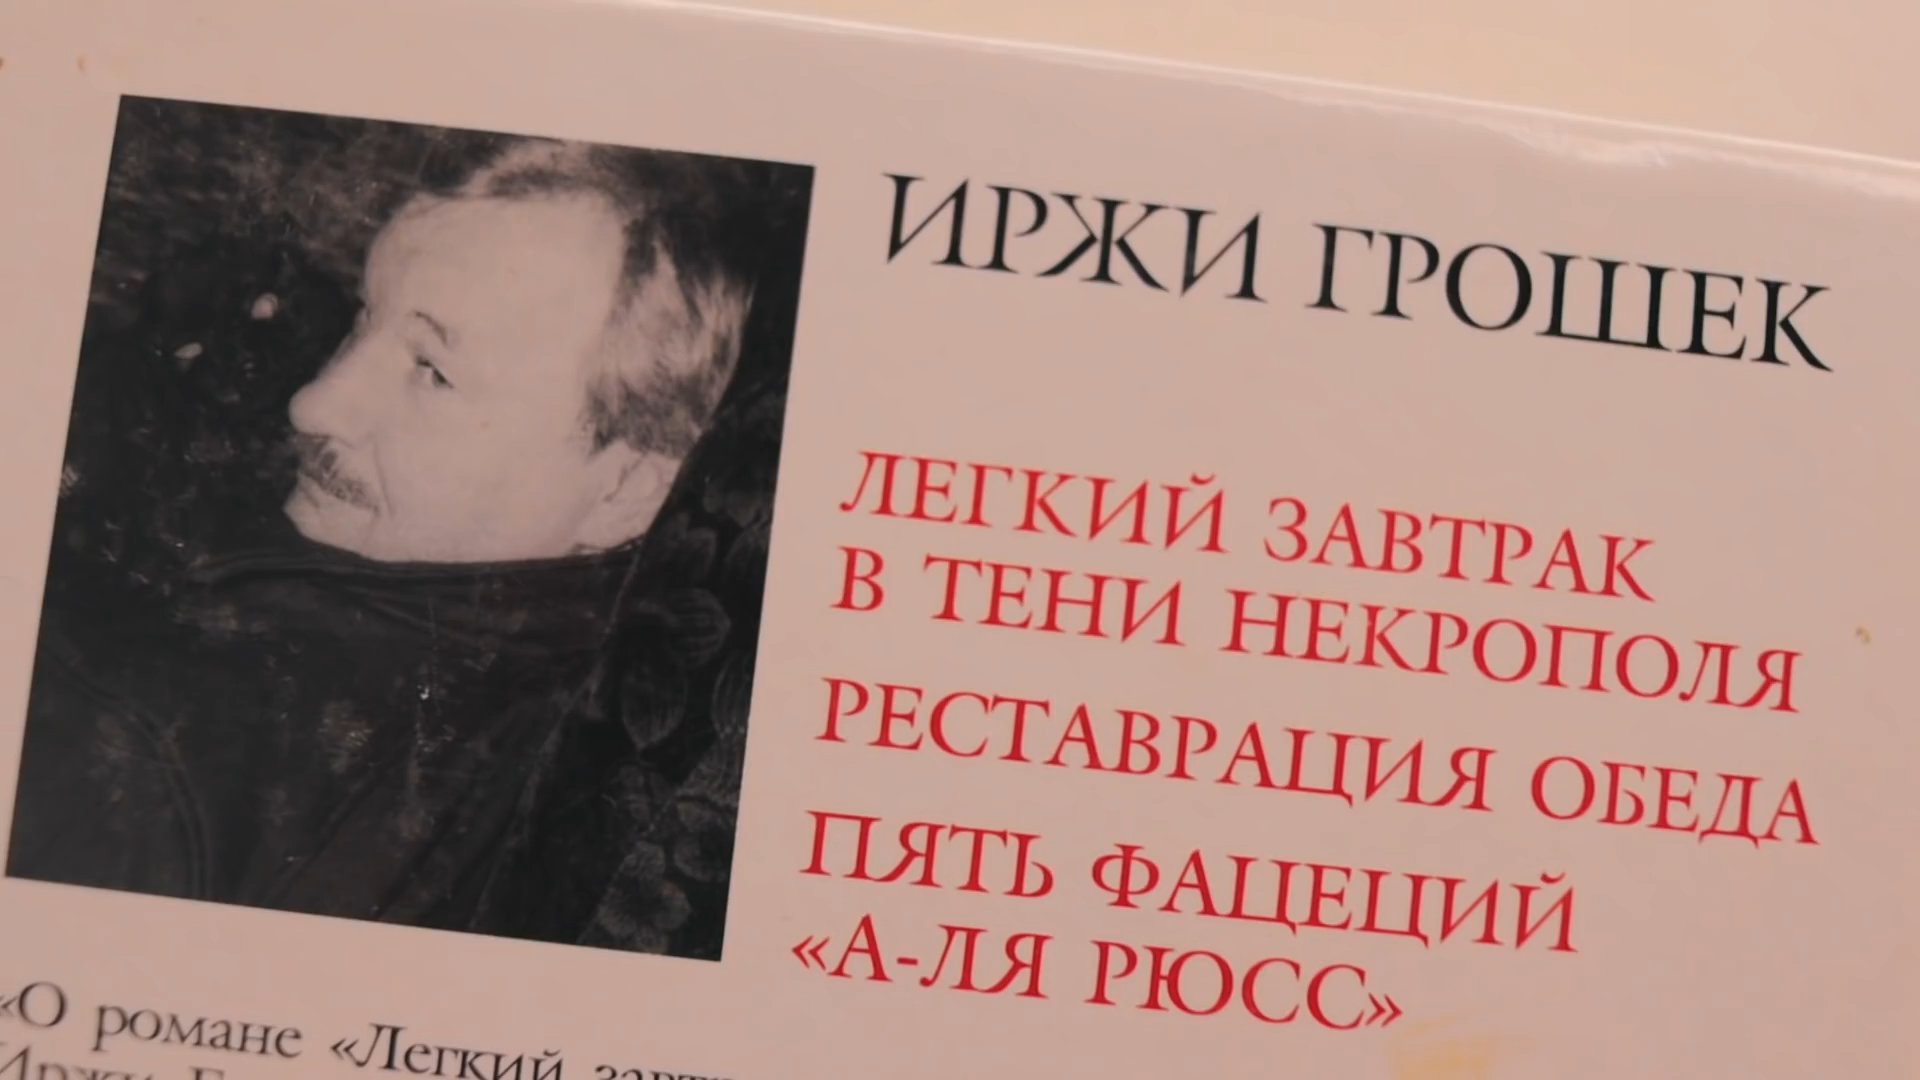 ИРЖИ ГРОШЕК
ЛЕГКИЙ ЗАВТРАК
В ТЕНИ НЕКРОПОЛЯ
РЕСТАВРАЦИЯ ОБЕДА
ПЯТЬ ФАЦЕЦИЙ
«А-ЛЯ РЮСС»
«О романе «Легкий